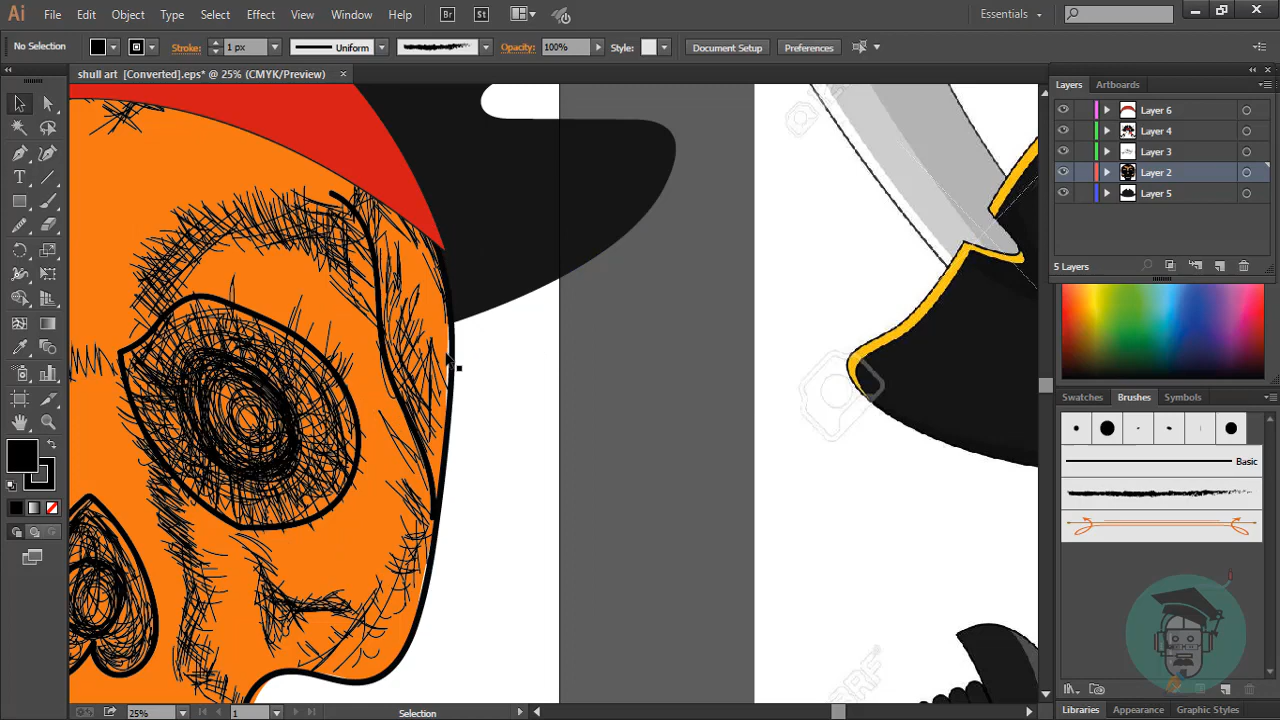 Ai File Edit Object Type Select Effect View Window Help Br St Essentials
No Selection Stroke: 1 px Uniform Opacity: 100% Style: Document Setup Preferences
shull art [Converted].eps* @ 25% (CMYK/Preview) ×
Layers Artboards
Layer 6
Layer 4
Layer 3
Layer 2
Layer 5
5 Layers
Swatches Brushes Symbols
Basic
Libraries Appearance Graphic Styles
25% 1 Selection